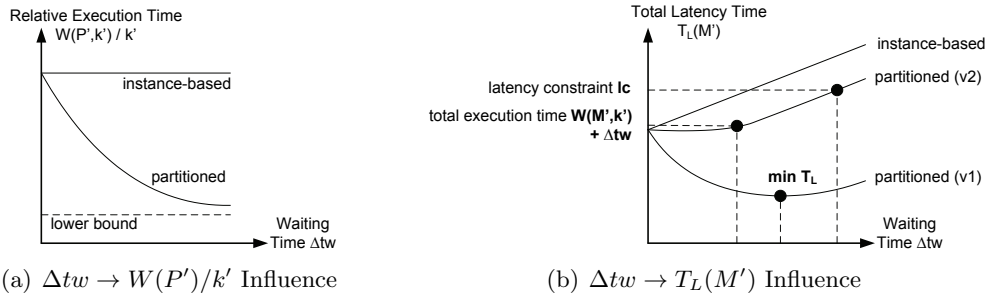 Relative Execution Time
W(P',k') / k'
instance-based
partitioned
lower bound
Waiting
Time Δtw
(a) Δtw → W(P')/k' Influence
Total Latency Time
T_L(M')
instance-based
partitioned (v2)
latency constraint lc
total execution time W(M',k')
+ Δtw
min T_L
partitioned (v1)
Waiting
Time Δtw
(b) Δtw → T_L(M') Influence